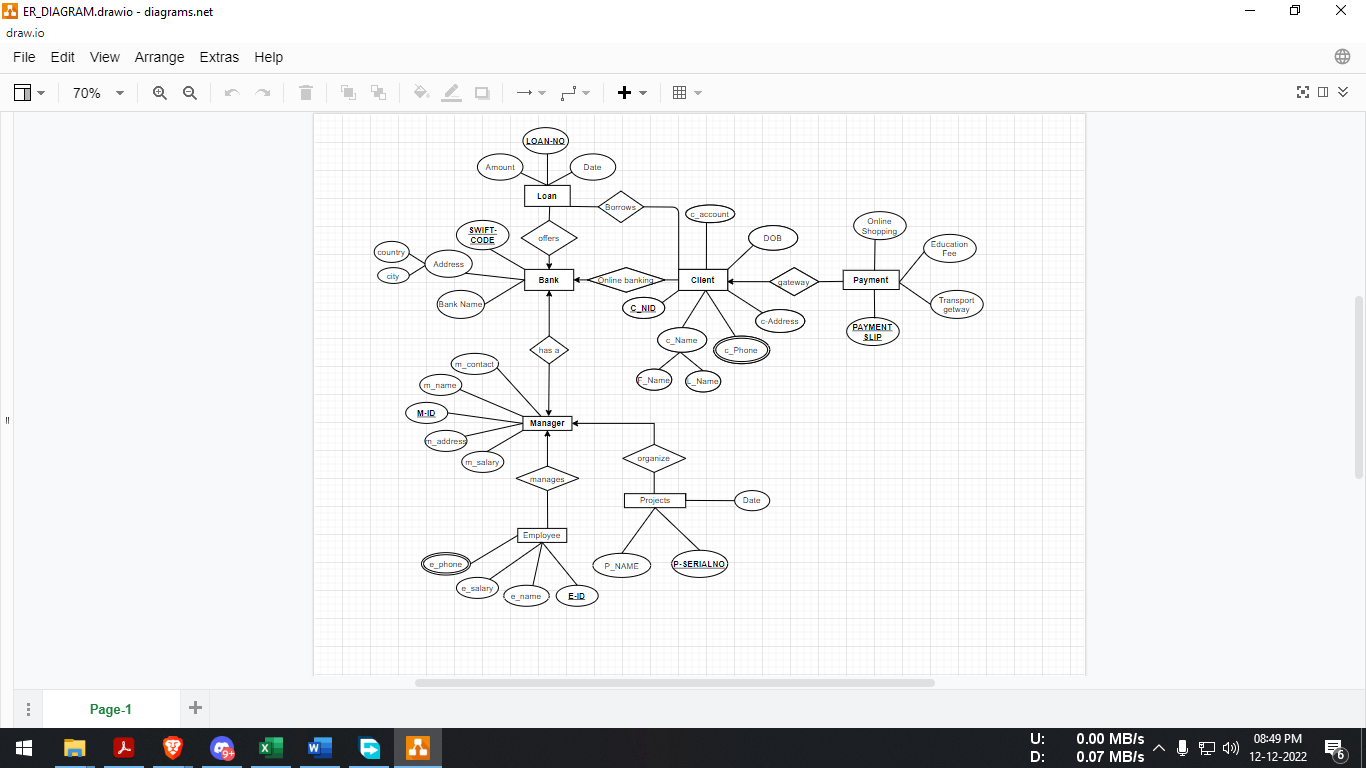 ER_DIAGRAM.drawio - diagrams.net
draw.io
File Edit View Arrange Extras Help
70%
LOAN-NO
Amount
Date
Loan
Borrows
c_account
SWIFT-
CODE
offers
DOB
Online
Shopping
Education
Fee
country
city
Address
Bank
Online banking
Client
gateway
Payment
Bank Name
C_NID
c-Address
Transport
getway
PAYMENT
SLIP
c_Name
c_Phone
has a
F_Name
L_Name
m_contact
m_name
M-ID
m_address
m_salary
Manager
organize
manages
Projects
Date
Employee
e_phone
e_salary
e_name
E-ID
P_NAME
P-SERIALNO
Page-1
U: 0.00 MB/s
D: 0.07 MB/s
08:49 PM
12-12-2022
9+
6